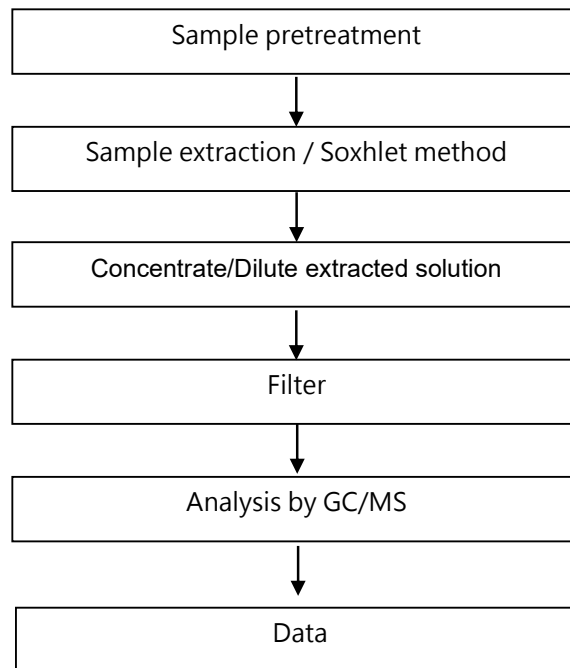 Sample pretreatment
Sample extraction / Soxhlet method
Concentrate/Dilute extracted solution
Filter
Analysis by GC/MS
Data